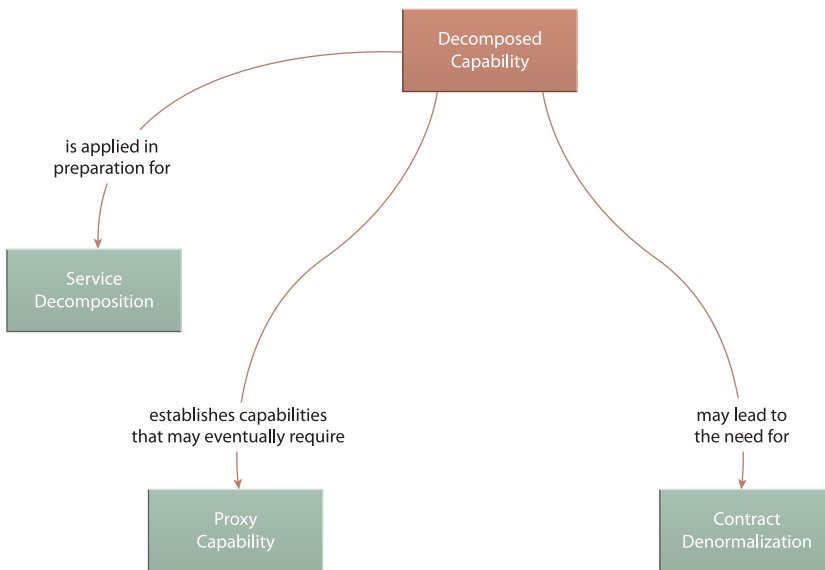 Decomposed
Capability
is applied in
preparation for
Service
Decomposition
establishes capabilities
that may eventually require
may lead to
the need for
Proxy
Capability
Contract
Denormalization